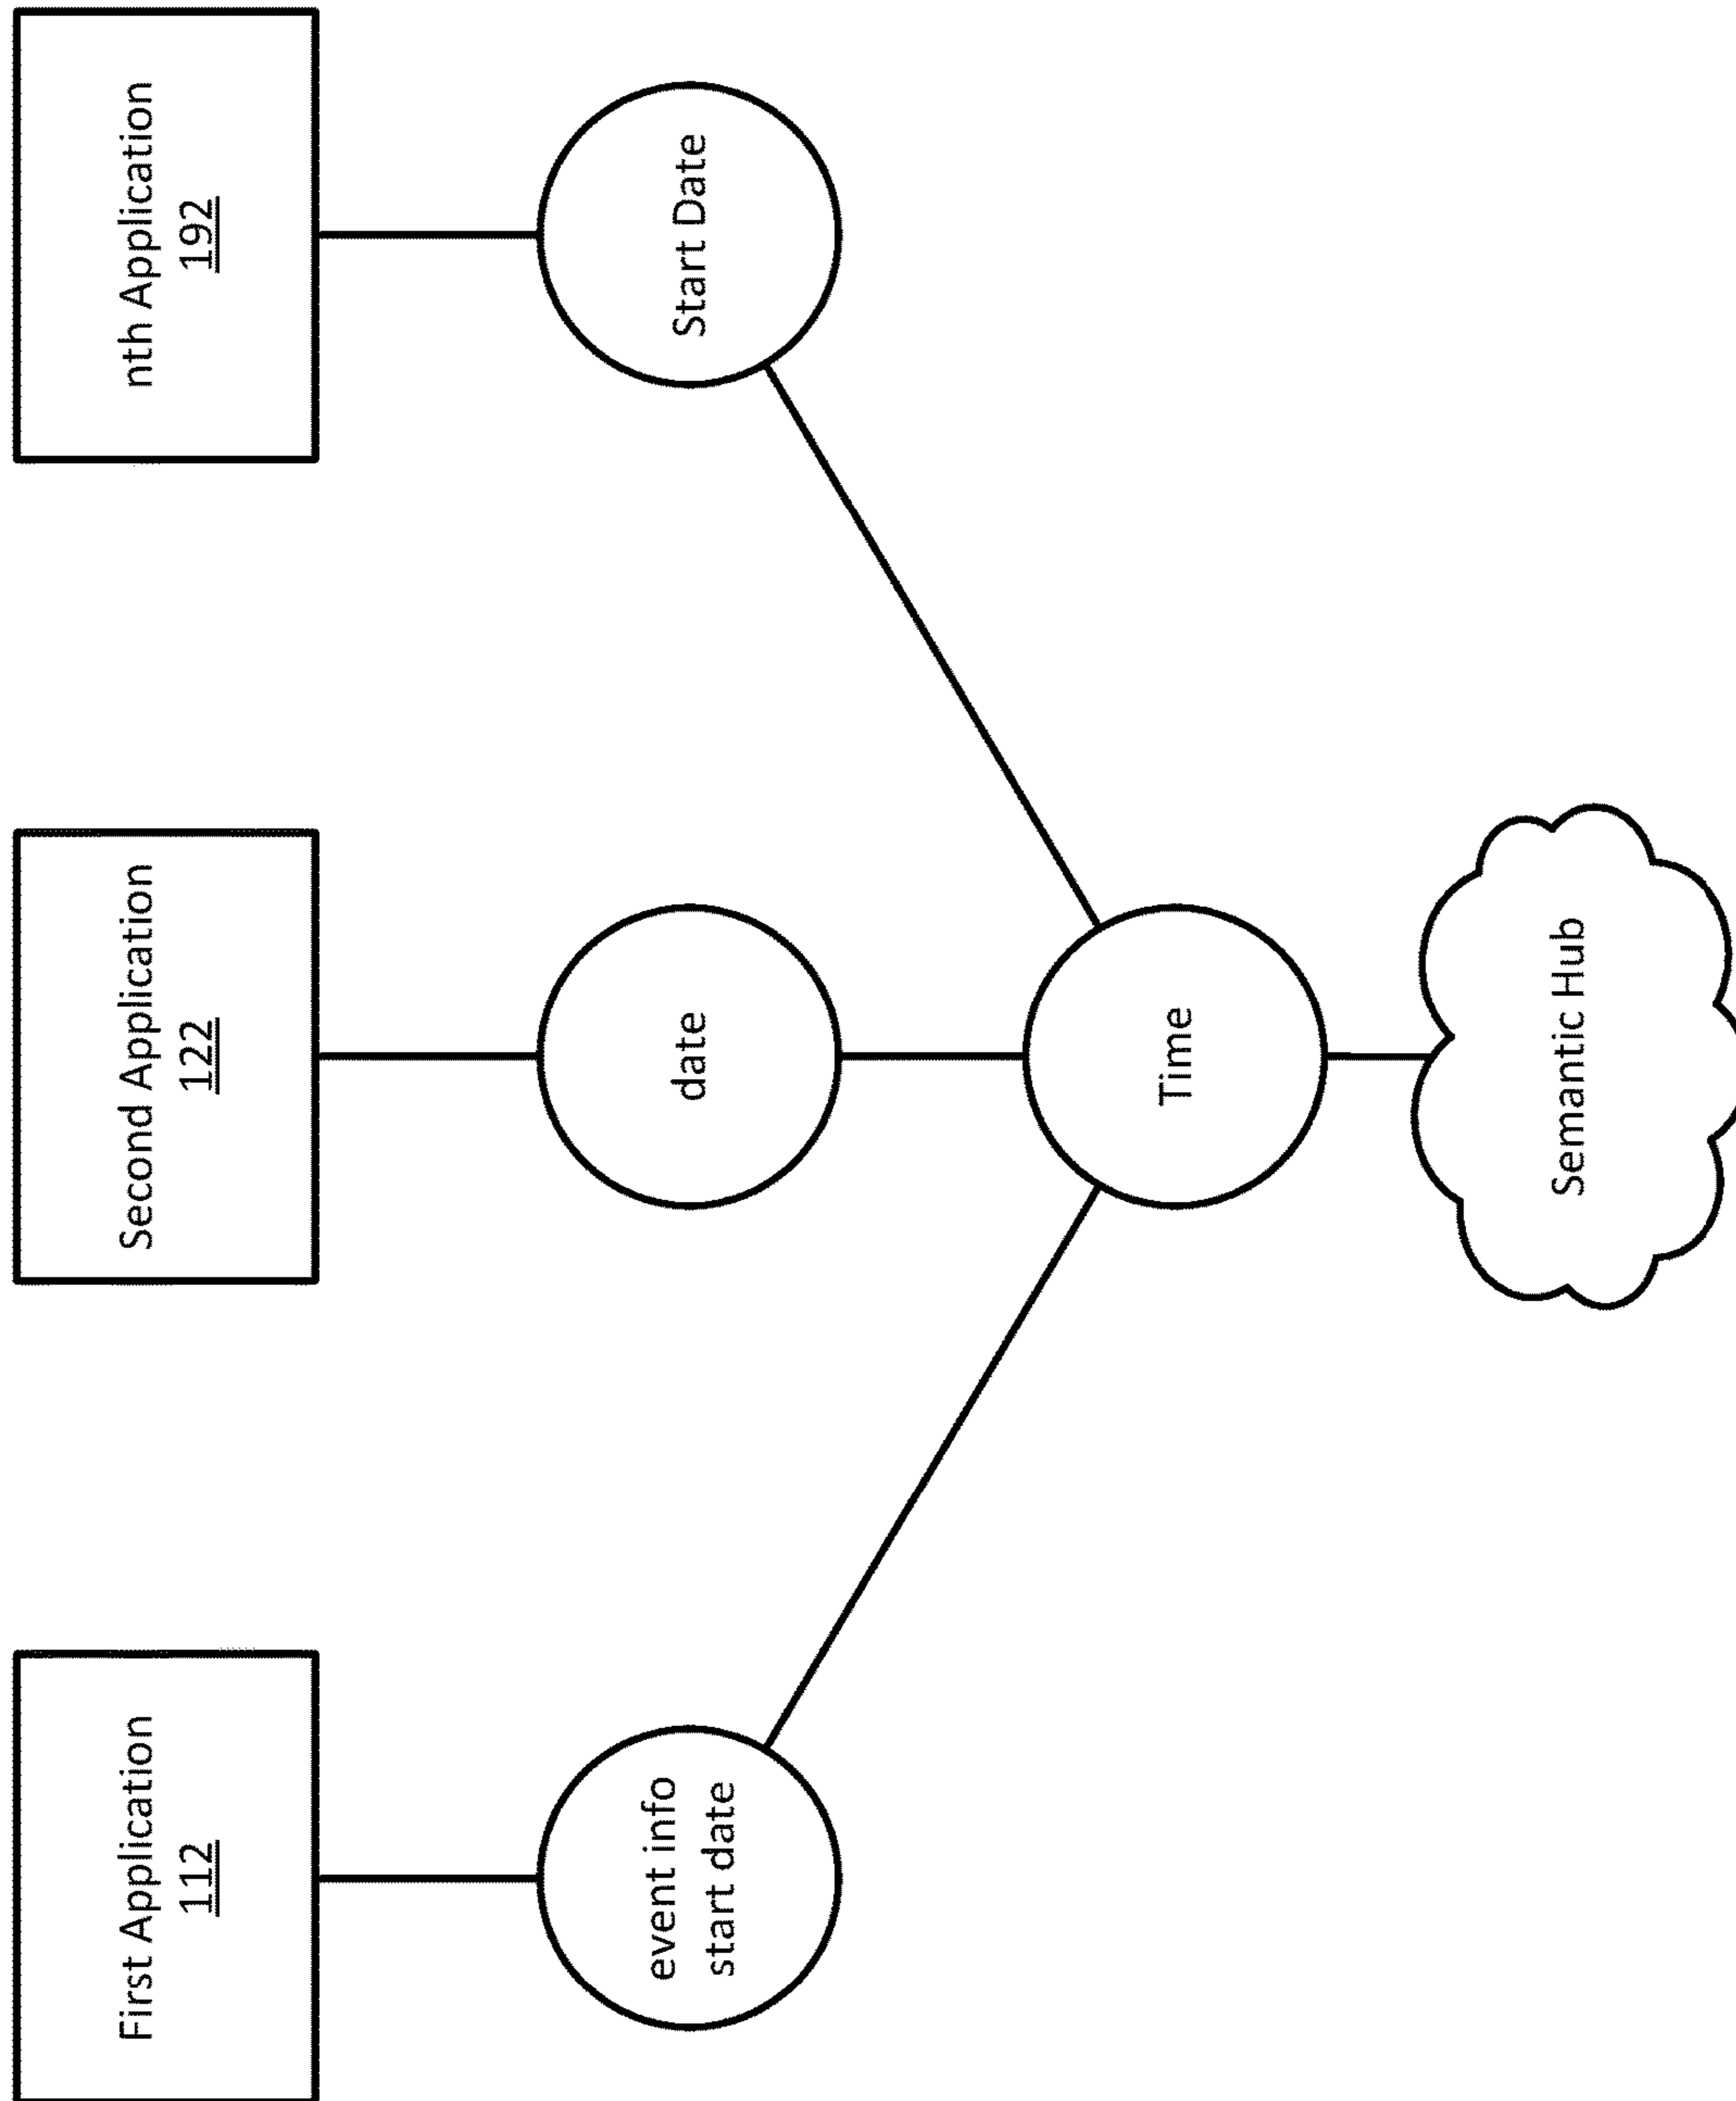 First Application
112
Second Application
122
nth Application
192
event info
start date
date
Start Date
Time
Semantic Hub